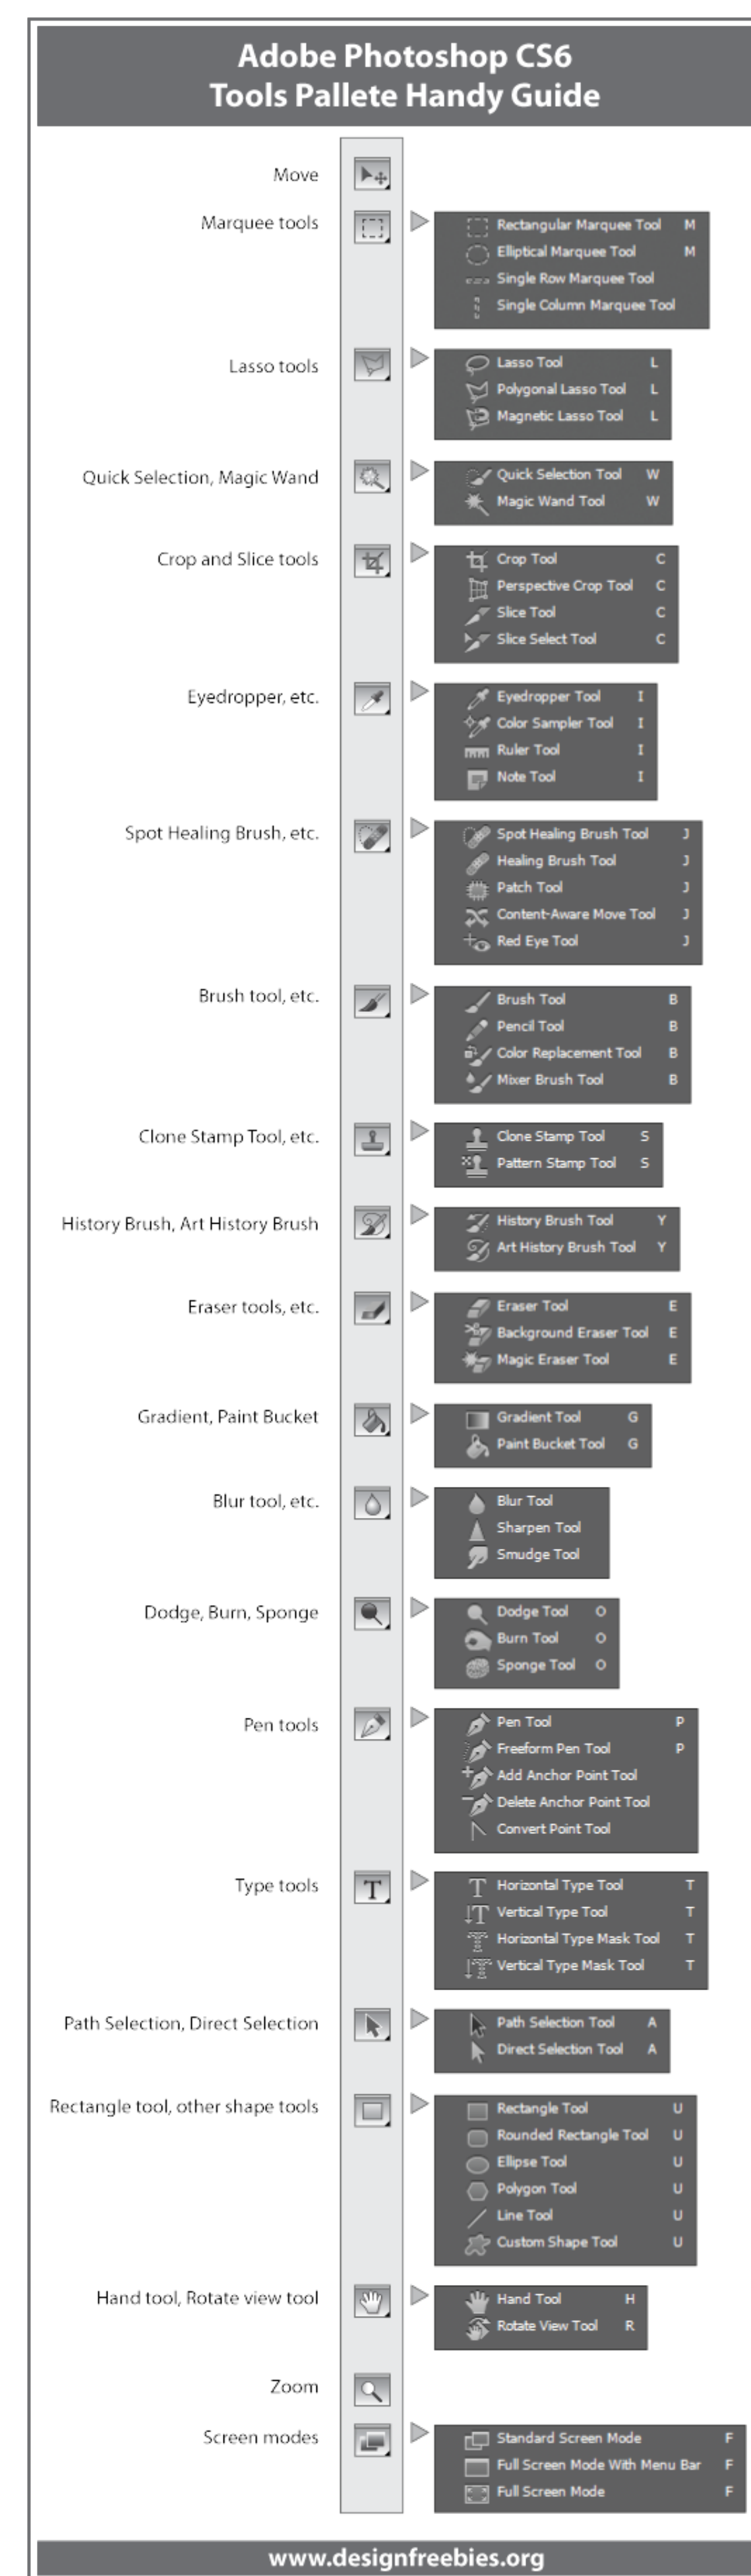 Adobe Photoshop CS6
Tools Pallete Handy Guide
Move
Marquee tools
Rectangular Marquee Tool M
Elliptical Marquee Tool M
Single Row Marquee Tool
Single Column Marquee Tool
Lasso tools
Lasso Tool L
Polygonal Lasso Tool L
Magnetic Lasso Tool L
Quick Selection, Magic Wand
Quick Selection Tool W
Magic Wand Tool W
Crop and Slice tools
Crop Tool C
Perspective Crop Tool C
Slice Tool C
Slice Select Tool C
Eyedropper, etc.
Eyedropper Tool I
Color Sampler Tool I
Ruler Tool I
Note Tool I
Spot Healing Brush, etc.
Spot Healing Brush Tool J
Healing Brush Tool J
Patch Tool J
Content-Aware Move Tool J
Red Eye Tool J
Brush tool, etc.
Brush Tool B
Pencil Tool B
Color Replacement Tool B
Mixer Brush Tool B
Clone Stamp Tool, etc.
Clone Stamp Tool S
Pattern Stamp Tool S
History Brush, Art History Brush
History Brush Tool Y
Art History Brush Tool Y
Eraser tools, etc.
Eraser Tool E
Background Eraser Tool E
Magic Eraser Tool E
Gradient, Paint Bucket
Gradient Tool G
Paint Bucket Tool G
Blur tool, etc.
Blur Tool
Sharpen Tool
Smudge Tool
Dodge, Burn, Sponge
Dodge Tool O
Burn Tool O
Sponge Tool O
Pen tools
Pen Tool P
Freeform Pen Tool P
Add Anchor Point Tool
Delete Anchor Point Tool
Convert Point Tool
Type tools
Horizontal Type Tool T
Vertical Type Tool T
Horizontal Type Mask Tool T
Vertical Type Mask Tool T
Path Selection, Direct Selection
Path Selection Tool A
Direct Selection Tool A
Rectangle tool, other shape tools
Rectangle Tool U
Rounded Rectangle Tool U
Ellipse Tool U
Polygon Tool U
Line Tool U
Custom Shape Tool U
Hand tool, Rotate view tool
Hand Tool H
Rotate View Tool R
Zoom
Screen modes
Standard Screen Mode F
Full Screen Mode With Menu Bar F
Full Screen Mode F
www.designfreebies.org